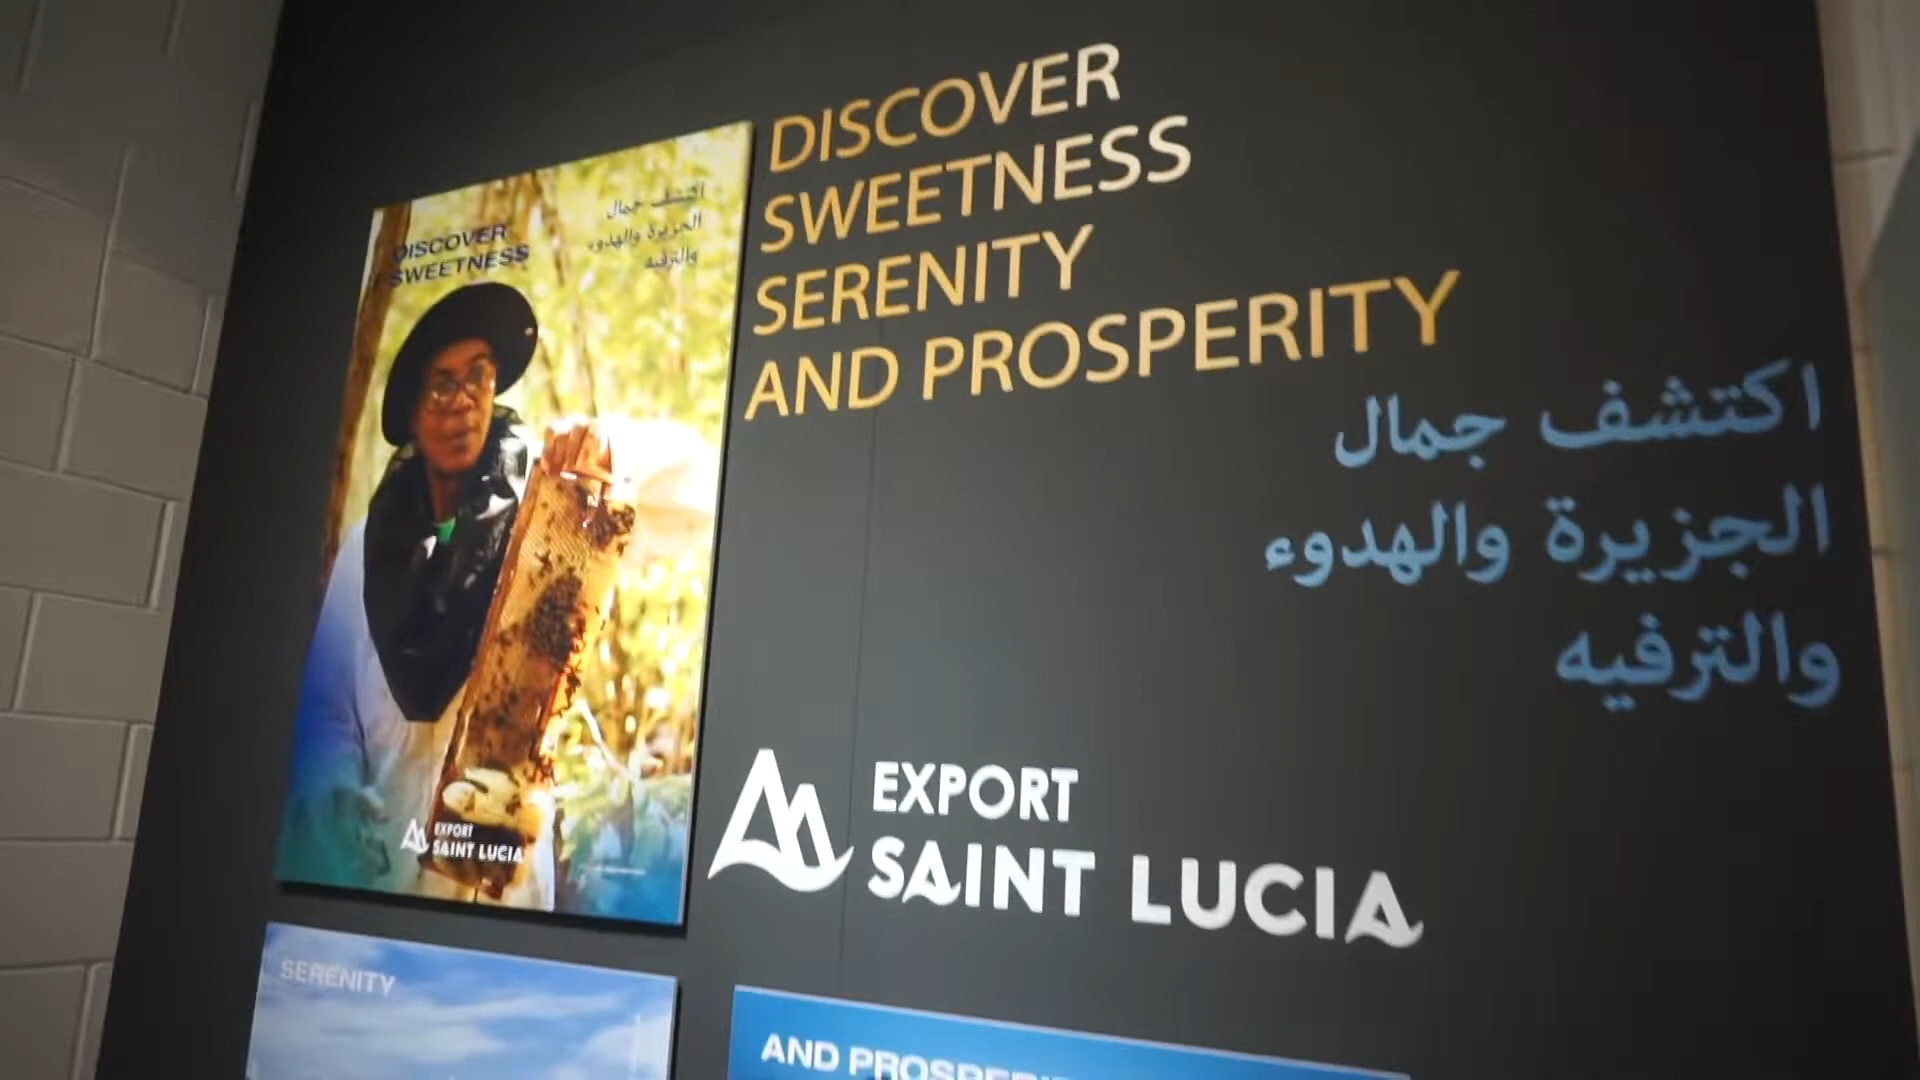 DISCOVER
SWEETNESS
SERENITY
AND PROSPERITY
اكتشف جمال
الجزيرة والهدوء
والترفيه
EXPORT
SAINT LUCIA
DISCOVER
SWEETNESS
اكتشف جمال
الجزيرة والهدوء
والترفيه
EXPORT
SAINT LUCIA
SERENITY
AND